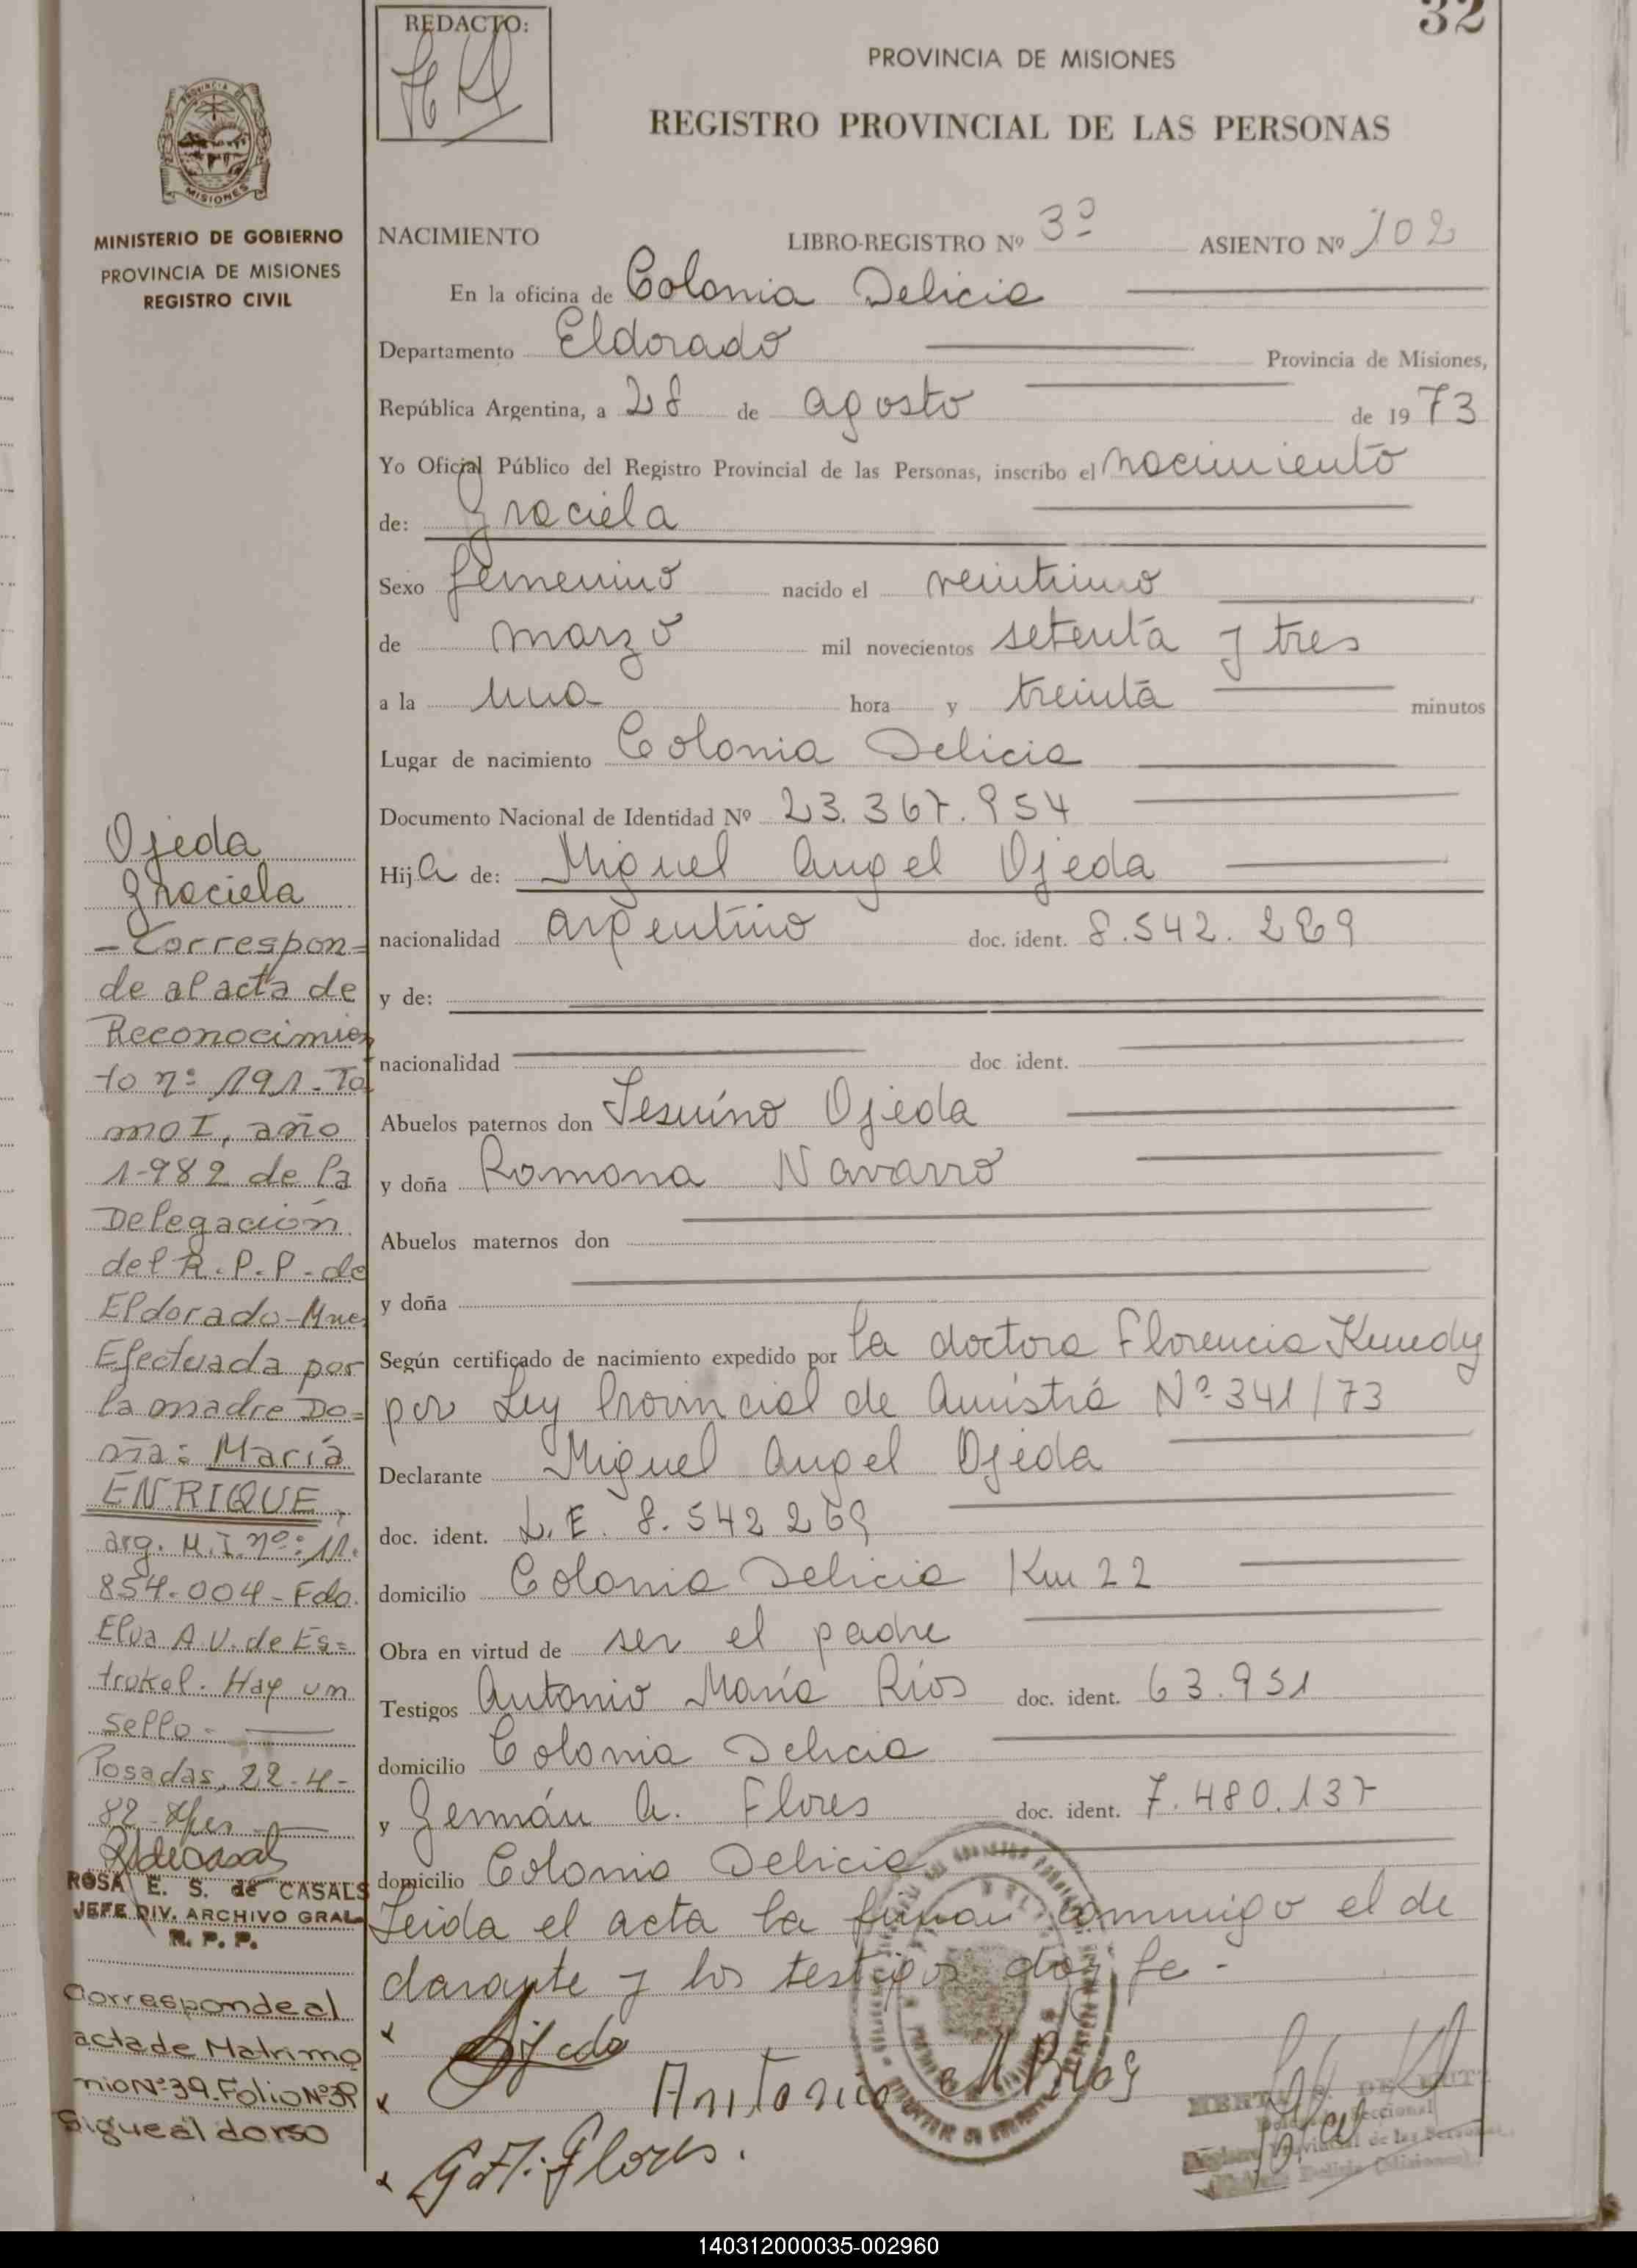 32
REDACTO:
PROVINCIA DE MISIONES
REGISTRO PROVINCIAL DE LAS PERSONAS
MISIONES
MINISTERIO DE GOBIERNO
PROVINCIA DE MISIONES
REGISTRO CIVIL
NACIMIENTO LIBRO-REGISTRO Nº 3º ASIENTO Nº 102
En la oficina de Colonia Delicia
Departamento Eldorado Provincia de Misiones,
República Argentina, a 28 de agosto de 1973
Yo Oficial Público del Registro Provincial de las Personas, inscribo el nacimiento
de: Graciela
Sexo femenino nacido el veintiuno
de marzo mil novecientos setenta y tres
a la una hora y treinta minutos
Lugar de nacimiento Colonia Delicia
Documento Nacional de Identidad Nº 23.367.954
Hija de: Miguel Angel Ojeda
nacionalidad argentino doc. ident. 8.542.269
y de:
nacionalidad doc. ident.
Abuelos paternos don Jesuíno Ojeda
y doña Romona Navarro
Abuelos maternos don
y doña
Según certificado de nacimiento expedido por la doctora Florencia Kenedy
por Ley Provincial de Amistiá Nº 341/73
Declarante Miguel Angel Ojeda
doc. ident. L.E. 8.542 269
domicilio Colonia Delicia Km 22
Obra en virtud de ser el padre
Testigos Antonio María Ríos doc. ident. 63.951
domicilio Colonia Delicia
y Germán A. Flores doc. ident. 7.480.137
domicilio Colonia Delicia
Leida el acta la firman conmigo el de
clarante y los testigos doy fe -
Ojeda
Antonio M Rios
G A. Flores.
Ojeda
Graciela
- Correspon=
de al acta de
Reconocimien
to nº 191- To
mo I, año
1.982 de la
Delegación
del R.P.P. de
Eldorado-Mnes
Efectuada por
la madre Do=
ña: María
ENRIQUE,
arg. M.I. nº: 11.
854.004 - Fdo.
Elva A V. de Es=
trokel. Hay un
sello.-
Posadas, 22-4-
82
ROSA E. S. de CASALS
JEFE DIV. ARCHIVO GRAL
R. P. P.
Corresponde al
acta de Matrimo
nio Nº 39. Folio Nº 39
Sigue al dorso
140312000035-002960